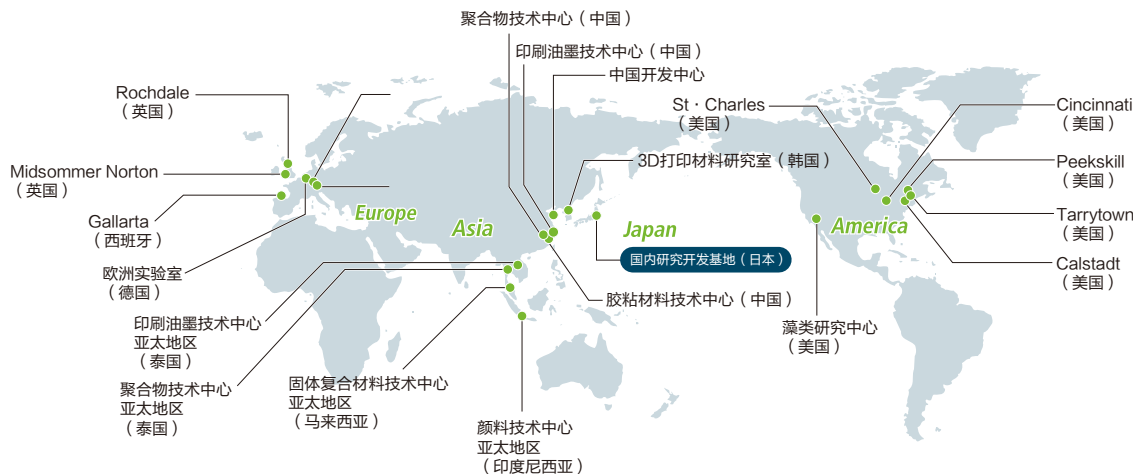 聚合物技术中心（中国）
印刷油墨技术中心（中国）
中国开发中心
Rochdale
（英国）
St · Charles
（美国）
Cincinnati
（美国）
3D打印材料研究室（韩国）
Peekskill
（美国）
Midsommer Norton
（英国）
Gallarta
（西班牙）
Europe
Asia
Japan
America
Tarrytown
（美国）
国内研究开发基地（日本）
欧洲实验室
（德国）
Calstadt
（美国）
胶粘材料技术中心（中国）
印刷油墨技术中心
亚太地区
（泰国）
藻类研究中心
（美国）
聚合物技术中心
亚太地区
（泰国）
固体复合材料技术中心
亚太地区
（马来西亚）
颜料技术中心
亚太地区
（印度尼西亚）